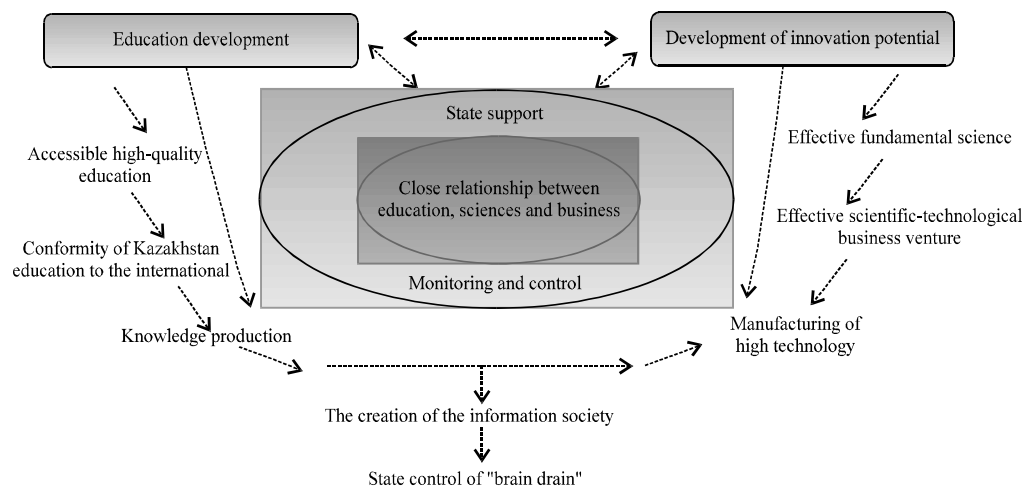 Education development
Development of innovation potential
State support
Effective fundamental science
Accessible high-quality
education
Close relationship between
education, sciences and business
Effective scientific-technological
business venture
Conformity of Kazakhstan
education to the international
Monitoring and control
Knowledge production
Manufacturing of
high technology
The creation of the information society
State control of "brain drain"